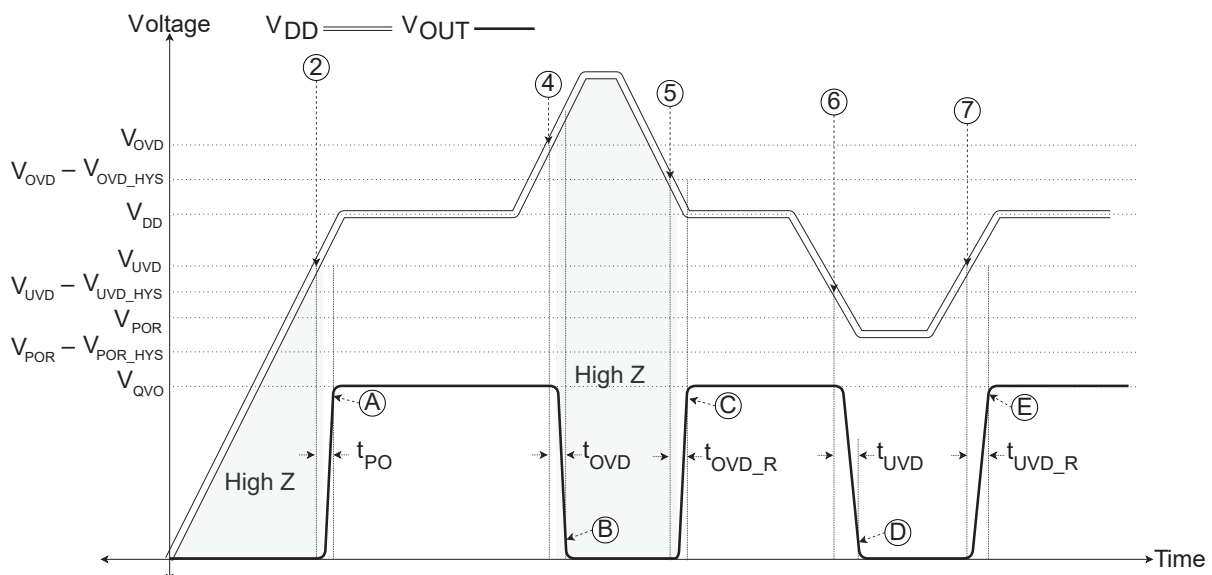 Voltage
VDD VOUT
②
④
⑤
⑥
⑦
VOVD
VOVD – VOVD_HYS
VDD
VUVD
VUVD – VUVD_HYS
VPOR
VPOR – VPOR_HYS
VQVO
High Z
High Z
Ⓐ
Ⓒ
Ⓔ
tPO
tOVD
tOVD_R
tUVD
tUVD_R
Ⓑ
Ⓓ
Time